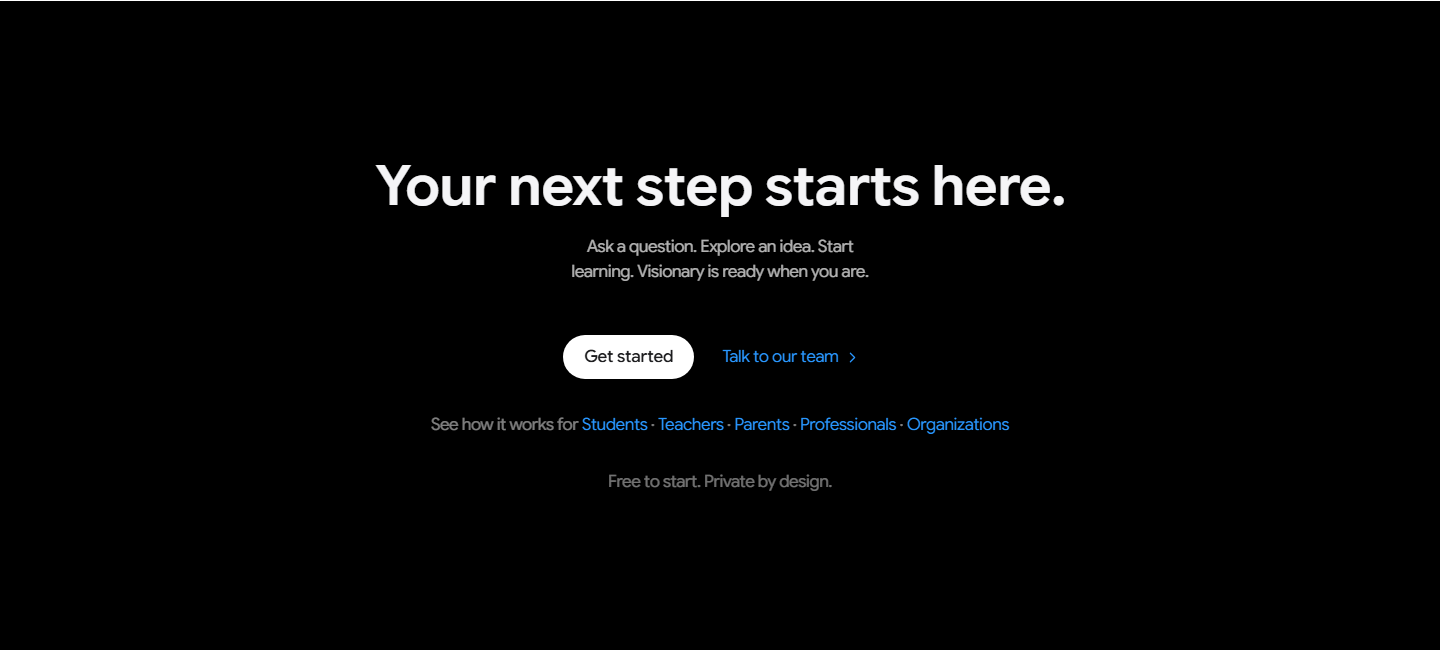 Your next step starts here.
Ask a question. Explore an idea. Start
learning. Visionary is ready when you are.
Get started
Talk to our team
See how it works for Students · Teachers · Parents · Professionals · Organizations
Free to start. Private by design.